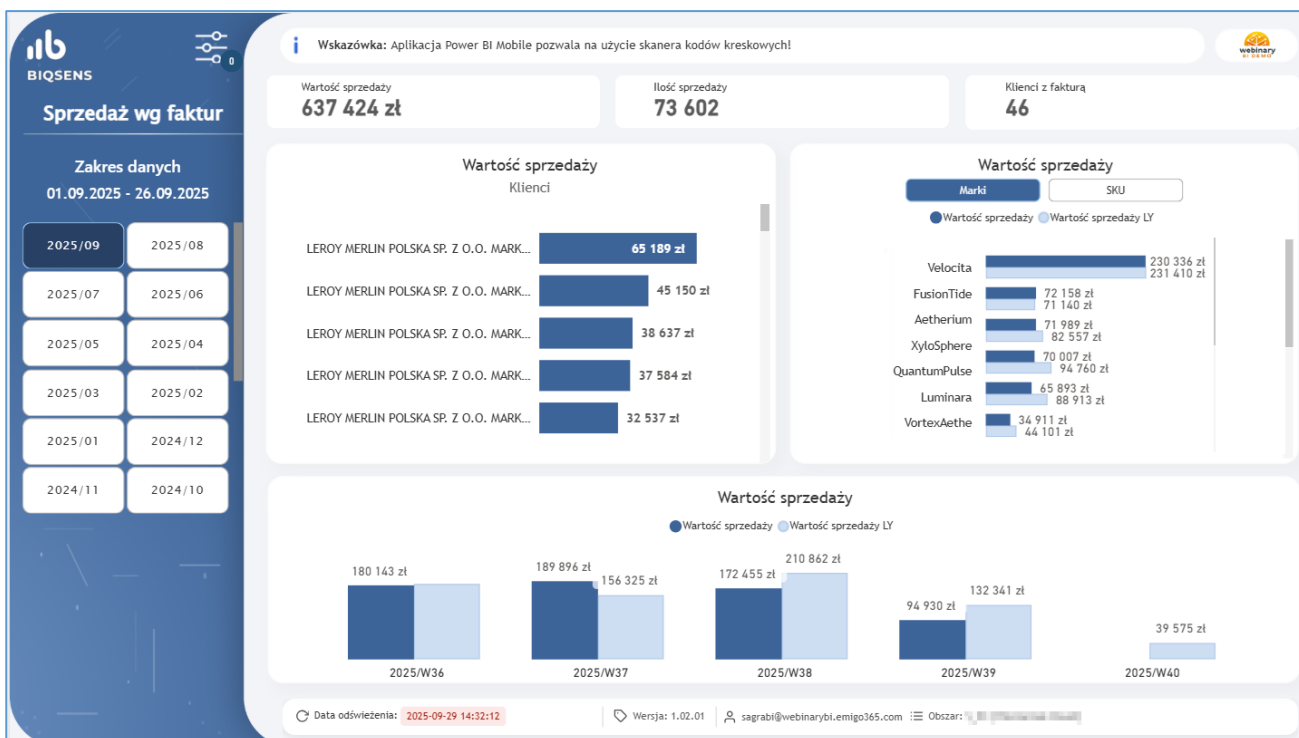 BIQSENS
0
Sprzedaż wg faktur
Zakres danych
01.09.2025 - 26.09.2025
2025/09 2025/08
2025/07 2025/06
2025/05 2025/04
2025/03 2025/02
2025/01 2024/12
2024/11 2024/10
Wskazówka: Aplikacja Power BI Mobile pozwala na użycie skanera kodów kreskowych!
webinary
BI DEMO
Wartość sprzedaży
637 424 zł
Ilość sprzedaży
73 602
Klienci z fakturą
46
Wartość sprzedaży
Klienci
LEROY MERLIN POLSKA SP. Z O.O. MARK... 65 189 zł
LEROY MERLIN POLSKA SP. Z O.O. MARK... 45 150 zł
LEROY MERLIN POLSKA SP. Z O.O. MARK... 38 637 zł
LEROY MERLIN POLSKA SP. Z O.O. MARK... 37 584 zł
LEROY MERLIN POLSKA SP. Z O.O. MARK... 32 537 zł
Wartość sprzedaży
Marki SKU
Wartość sprzedaży Wartość sprzedaży LY
Velocita 230 336 zł
231 410 zł
FusionTide 72 158 zł
71 140 zł
Aetherium 71 989 zł
82 557 zł
XyloSphere
70 007 zł
QuantumPulse 94 760 zł
65 893 zł
Luminara 88 913 zł
VortexAethe 34 911 zł
44 101 zł
Wartość sprzedaży
Wartość sprzedaży Wartość sprzedaży LY
180 143 zł
189 896 zł 156 325 zł
172 455 zł 210 862 zł
94 930 zł 132 341 zł
39 575 zł
2025/W36 2025/W37 2025/W38 2025/W39 2025/W40
Data odświeżenia: 2025-09-29 14:32:12 Wersja: 1.02.01 sagrabi@webinarybi.emigo365.com Obszar: